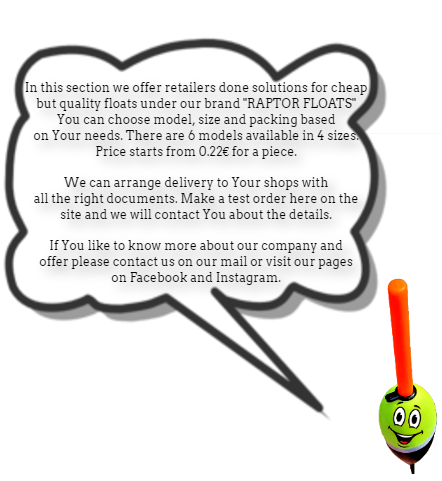 In this section we offer retailers done solutions for cheap
but quality floats under our brand "RAPTOR FLOATS"
You can choose model, size and packing based
on Your needs. There are 6 models available in 4 sizes.
Price starts from 0.22€ for a piece.
We can arrange delivery to Your shops with
all the right documents. Make a test order here on the
site and we will contact You about the details.
If You like to know more about our company and
offer please contact us on our mail or visit our pages
on Facebook and Instagram.